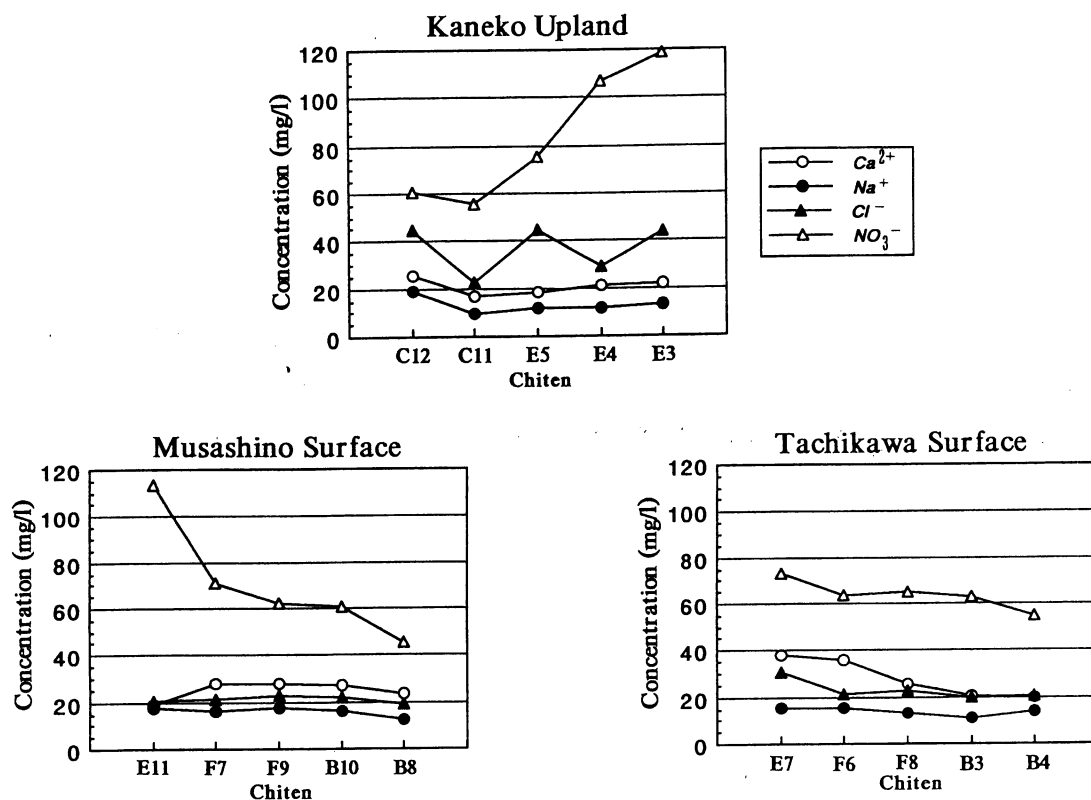 Kaneko Upland
Concentration (mg/l)
120
100
80
60
40
20
0
C12 C11 E5 E4 E3
Chiten
Ca²⁺
Na⁺
Cl⁻
NO₃⁻
Musashino Surface
Concentration (mg/l)
120
100
80
60
40
20
0
E11 F7 F9 B10 B8
Chiten
Tachikawa Surface
Concentration (mg/l)
120
100
80
60
40
20
0
E7 F6 F8 B3 B4
Chiten